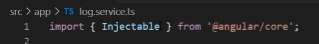 src > app > TS log.service.ts
1 import { Injectable } from '@angular/core';